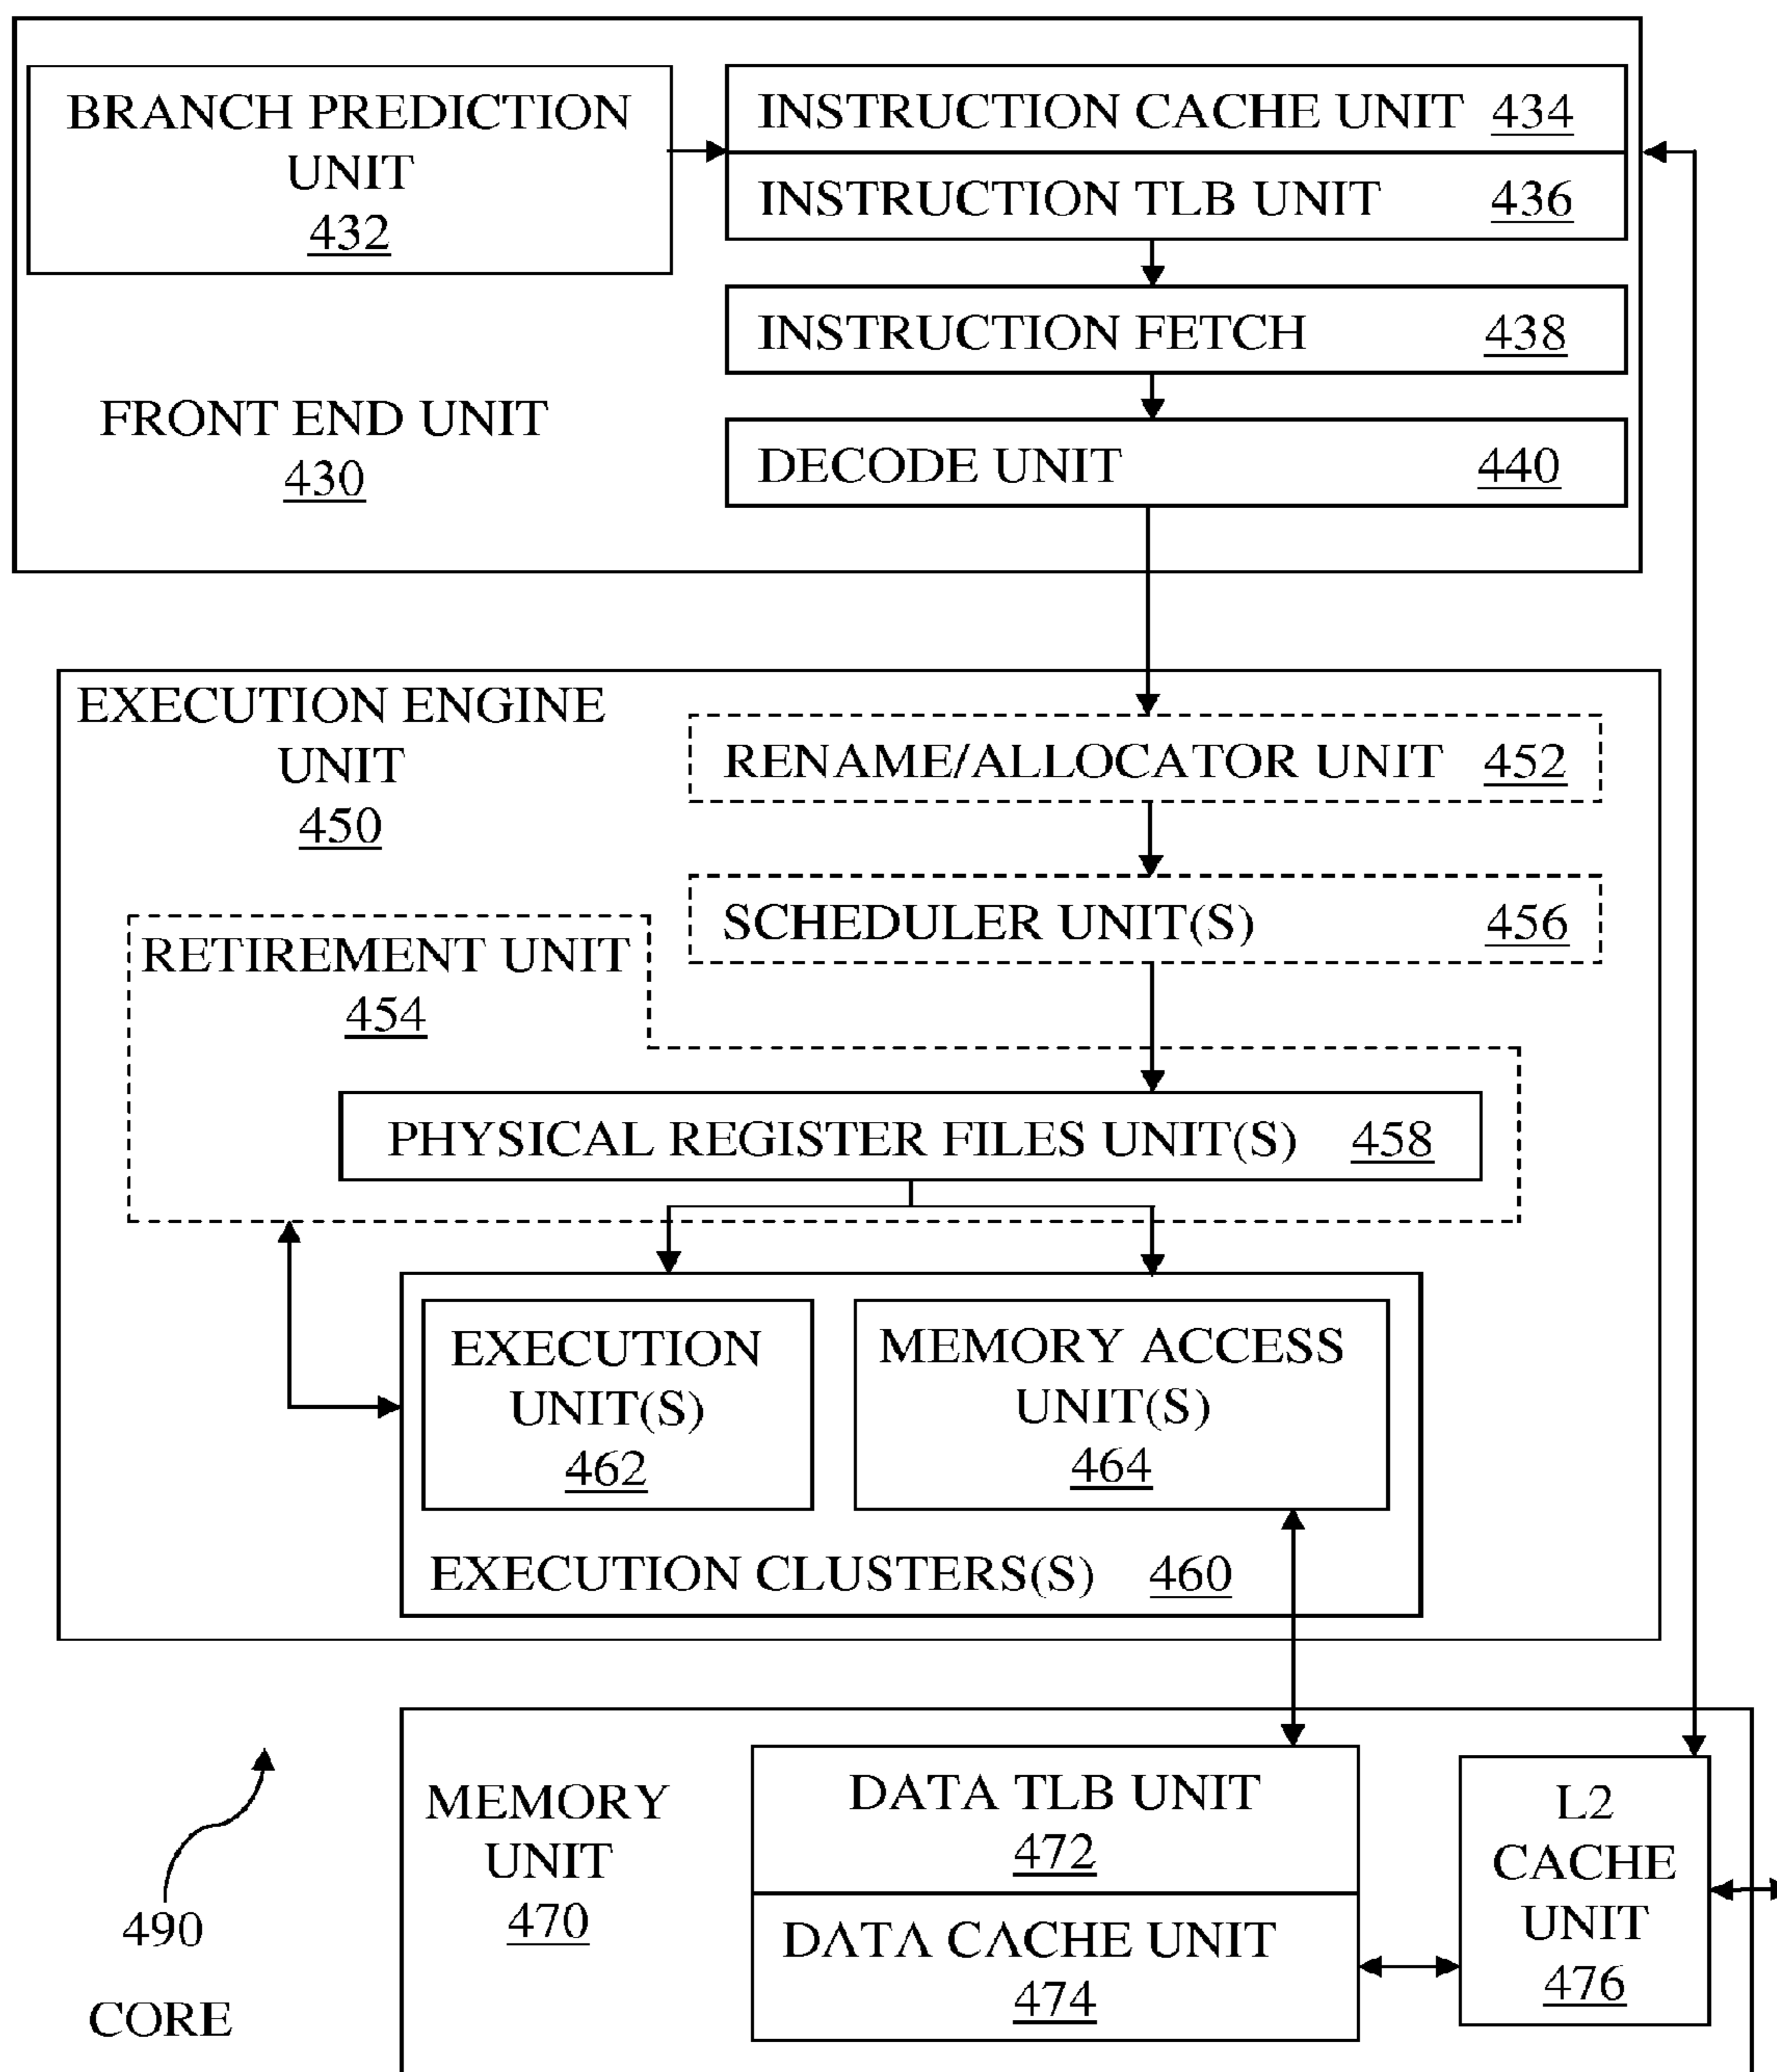 BRANCH PREDICTION
UNIT
432
INSTRUCTION CACHE UNIT 434
INSTRUCTION TLB UNIT 436
INSTRUCTION FETCH 438
FRONT END UNIT
430
DECODE UNIT 440
EXECUTION ENGINE
UNIT
450
RENAME/ALLOCATOR UNIT 452
SCHEDULER UNIT(S) 456
RETIREMENT UNIT
454
PHYSICAL REGISTER FILES UNIT(S) 458
EXECUTION
UNIT(S)
462
MEMORY ACCESS
UNIT(S)
464
EXECUTION CLUSTERS(S) 460
490
CORE
MEMORY
UNIT
470
DATA TLB UNIT
472
DATA CACHE UNIT
474
L2
CACHE
UNIT
476